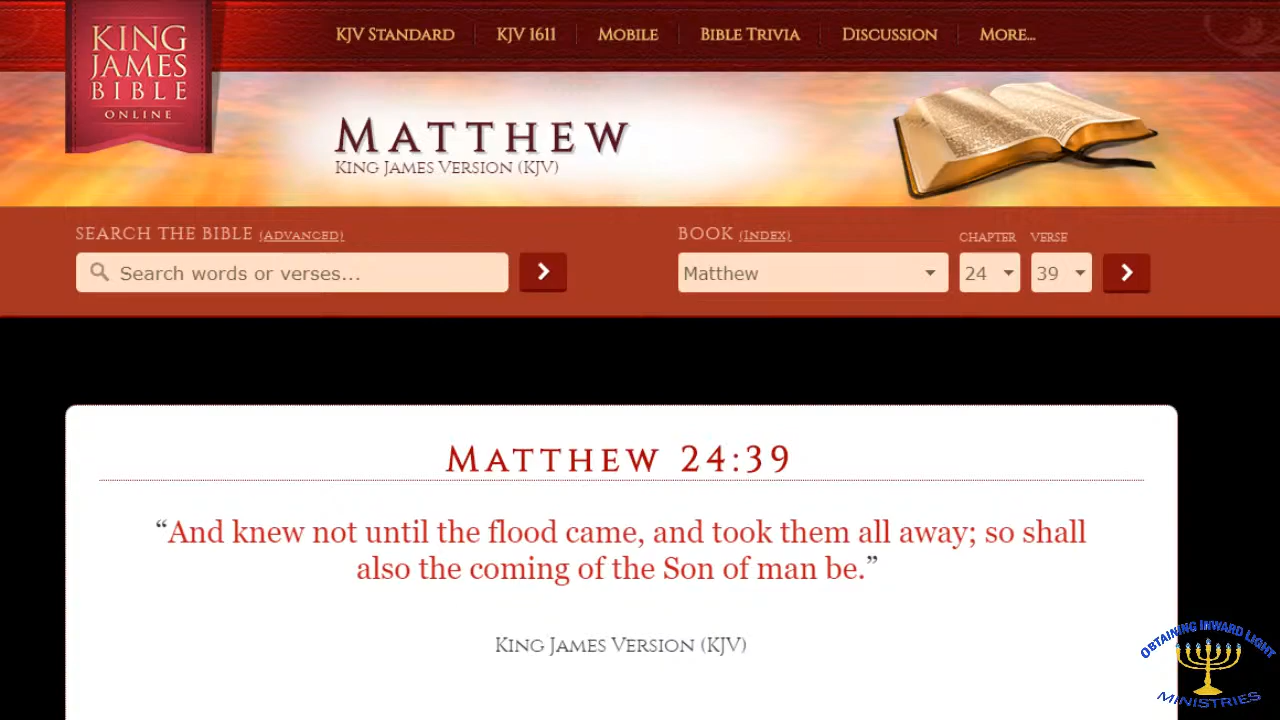 KING
JAMES
BIBLE
ONLINE
KJV STANDARD
KJV 1611
MOBILE
BIBLE TRIVIA
DISCUSSION
MORE...
MATTHEW
KING JAMES VERSION (KJV)
SEARCH THE BIBLE (ADVANCED)
Search words or verses...
BOOK (INDEX)
CHAPTER
VERSE
Matthew
24
39
MATTHEW 24:39
“And knew not until the flood came, and took them all away; so shall
also the coming of the Son of man be.”
KING JAMES VERSION (KJV)
OBTAINING INWARD LIGHT
MINISTRIES